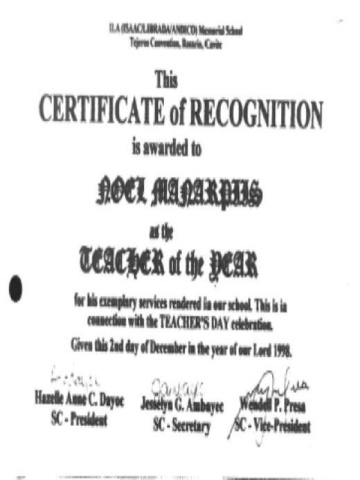 ILA (ISAAC/LIBRADA/ANDICO) Memorial School
Tejeros Convention, Rosario, Cavite
This
CERTIFICATE of RECOGNITION
is awarded to
NOEL MANARPIIS
as the
TEACHER of the YEAR
for his exemplary services rendered in our school. This is in
connection with the TEACHER'S DAY celebration.
Given this 2nd day of December in the year of our Lord 1998.
Hazelle Anne C. Dayoc Jesselyn G. Ambayec Wendell P. Presa
SC - President SC - Secretary SC - Vice-President